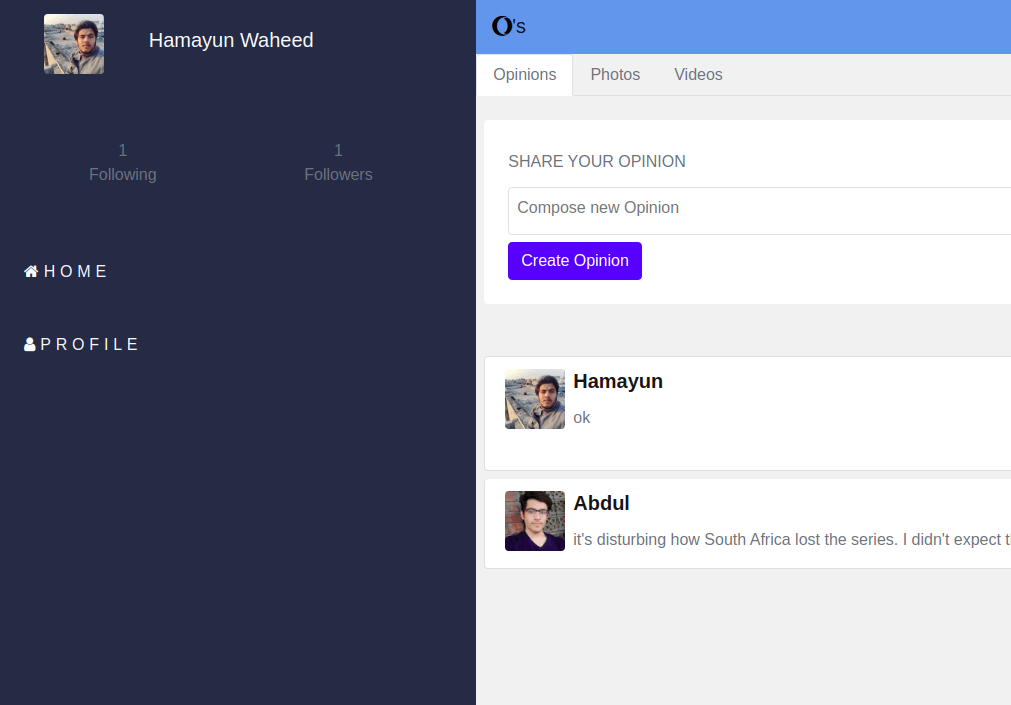 Hamayun Waheed
1
Following
1
Followers
HOME
PROFILE
O's
Opinions
Photos
Videos
SHARE YOUR OPINION
Compose new Opinion
Create Opinion
Hamayun
ok
Abdul
it's disturbing how South Africa lost the series. I didn't expect